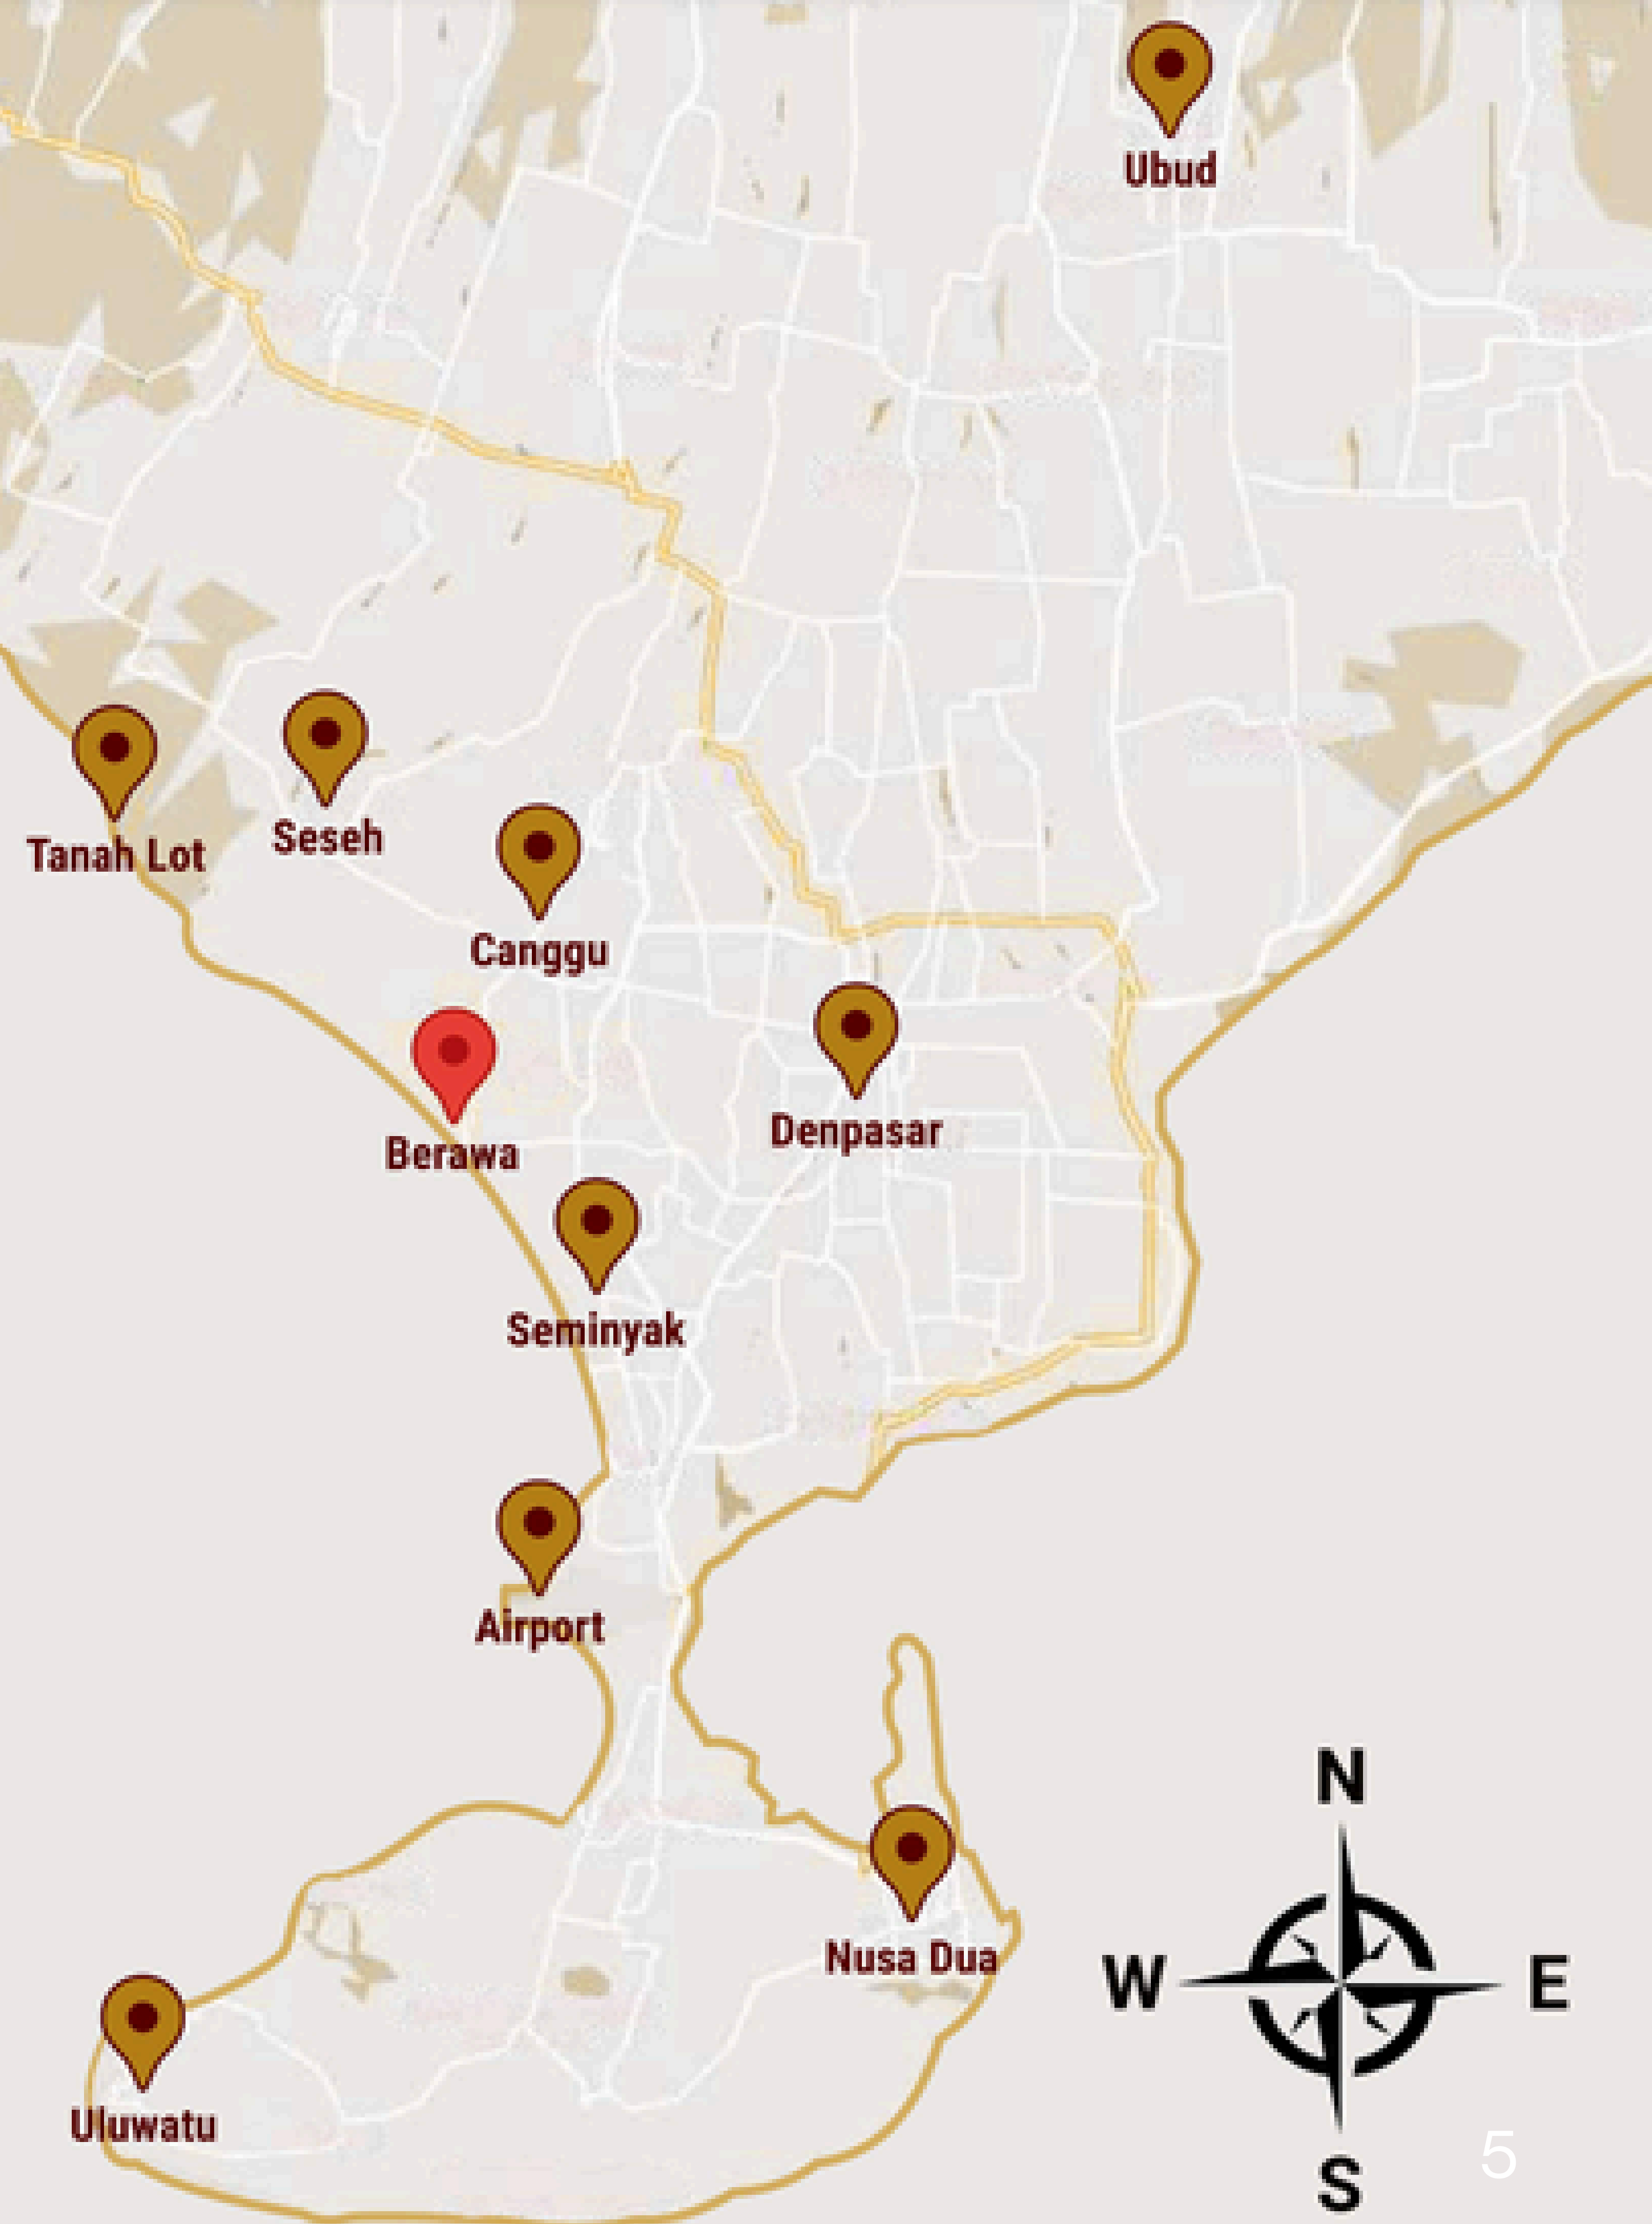 Ubud
Tanah Lot
Seseh
Canggu
Berawa
Denpasar
Seminyak
Airport
Nusa Dua
Uluwatu
N
W
E
S
5